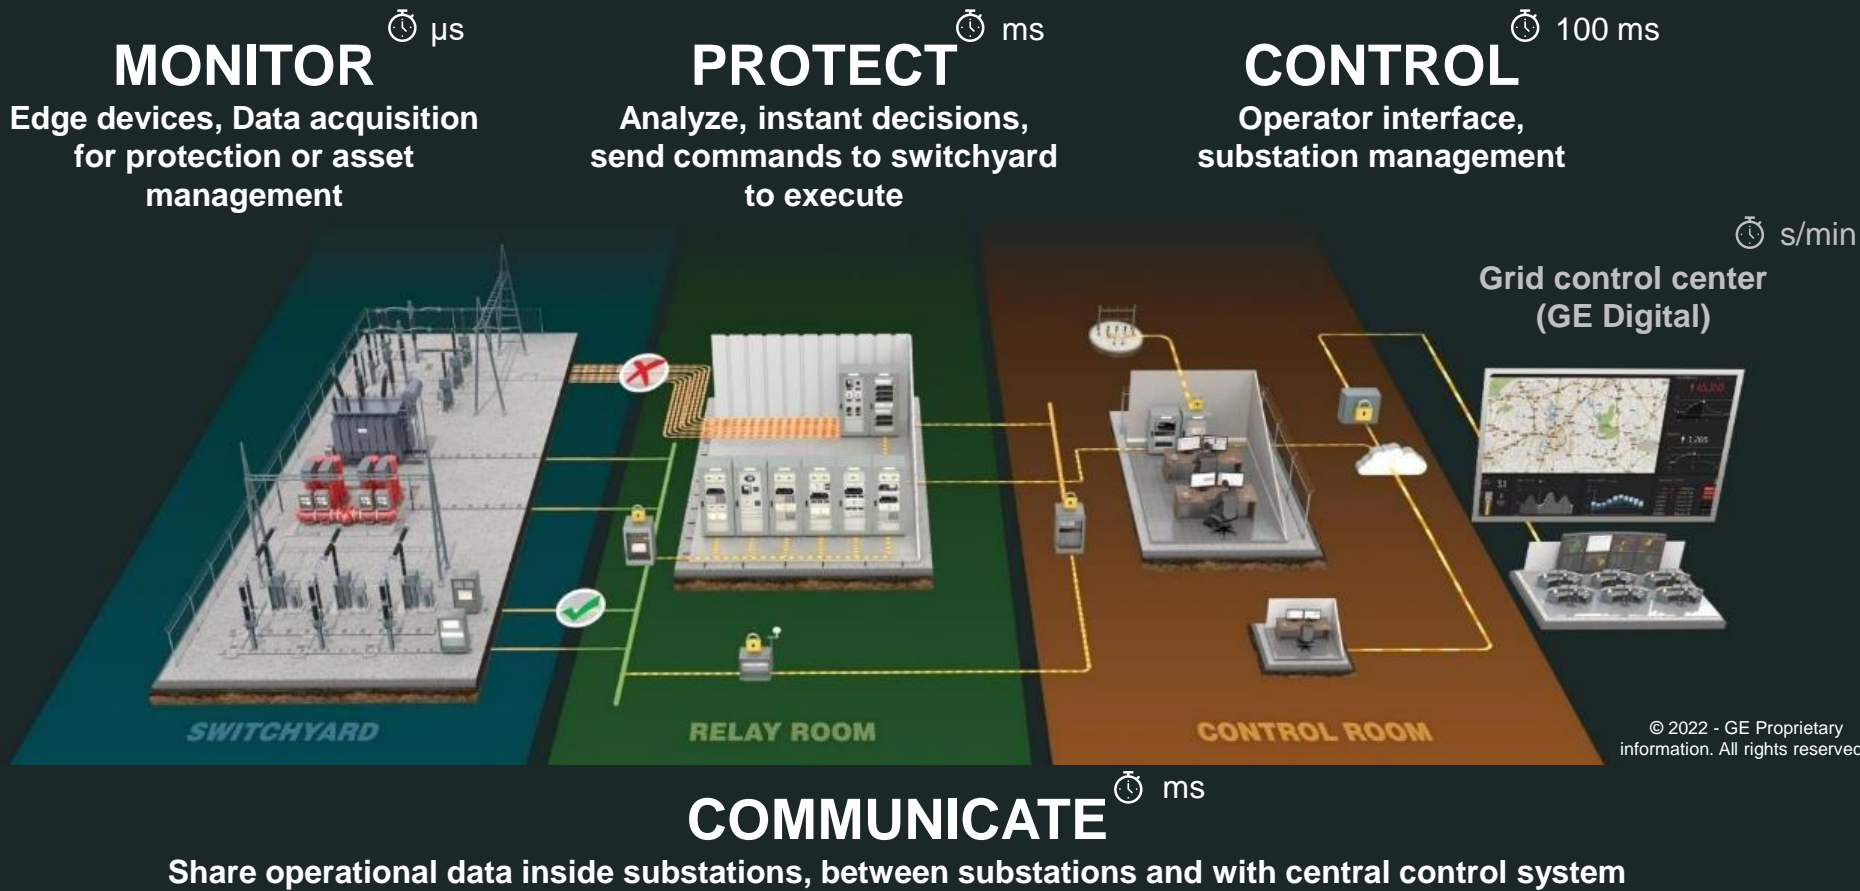 µs
MONITOR
Edge devices, Data acquisition
for protection or asset
management
ms
PROTECT
Analyze, instant decisions,
send commands to switchyard
to execute
100 ms
CONTROL
Operator interface,
substation management
s/min
Grid control center
(GE Digital)
SWITCHYARD
RELAY ROOM
CONTROL ROOM
© 2022 - GE Proprietary
information. All rights reserved
ms
COMMUNICATE
Share operational data inside substations, between substations and with central control system